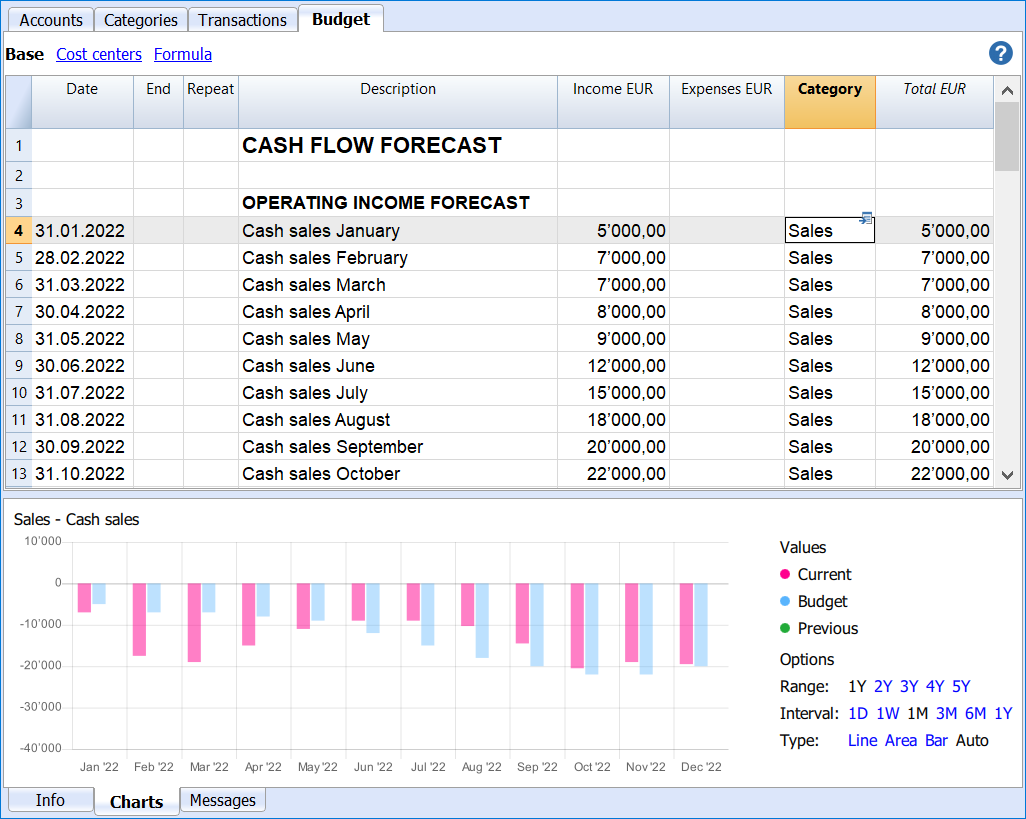 Accounts Categories Transactions Budget
Base Cost centers Formula ?
Date End Repeat Description Income EUR Expenses EUR Category Total EUR
1 CASH FLOW FORECAST
2
3 OPERATING INCOME FORECAST
4 31.01.2022 Cash sales January 5’000,00 Sales 5’000,00
5 28.02.2022 Cash sales February 7’000,00 Sales 7’000,00
6 31.03.2022 Cash sales March 7’000,00 Sales 7’000,00
7 30.04.2022 Cash sales April 8’000,00 Sales 8’000,00
8 31.05.2022 Cash sales May 9’000,00 Sales 9’000,00
9 30.06.2022 Cash sales June 12’000,00 Sales 12’000,00
10 31.07.2022 Cash sales July 15’000,00 Sales 15’000,00
11 31.08.2022 Cash sales August 18’000,00 Sales 18’000,00
12 30.09.2022 Cash sales September 20’000,00 Sales 20’000,00
13 31.10.2022 Cash sales October 22’000,00 Sales 22’000,00
Sales - Cash sales
10'000
0
-10'000
-20'000
-30'000
-40'000
Jan '22 Feb '22 Mar '22 Apr '22 May '22 Jun '22 Jul '22 Aug '22 Sep '22 Oct '22 Nov '22 Dec '22
Values
Current
Budget
Previous
Options
Range: 1Y 2Y 3Y 4Y 5Y
Interval: 1D 1W 1M 3M 6M 1Y
Type: Line Area Bar Auto
Info Charts Messages